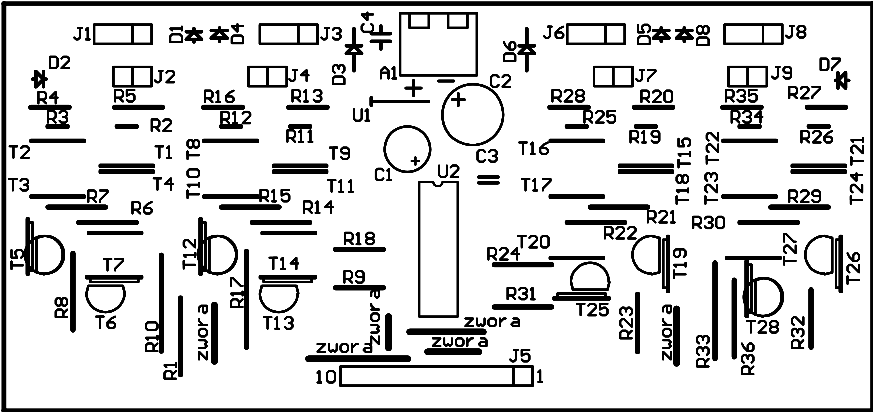 J1 D1 D4 J3 C4 J6 D5 D8 J8
D2 J2 J4 D3 A1 D6 J7 J9 D7
+ -
R4 R5 R16 R13 U1 + C2 R28 R20 R35 R27
R3 R2 R12 R11 R25 R19 R34 R26
T2 T1 T8 T9 C1 + U2 C3 T16 T15 T22 T21
T3 T4 T10 T11 T17 T18 T23 T24
R7 R6 R15 R14 R22 R21 R30 R29
T5 T7 T12 T14 R18 R24 T20 T19 T27 T26
R8 T6 R10 R17 T13 R9 R31 T25 R23 T28 R32
R1 zwora zwora zwora zwora R33 R36
zwora
J5
10 1